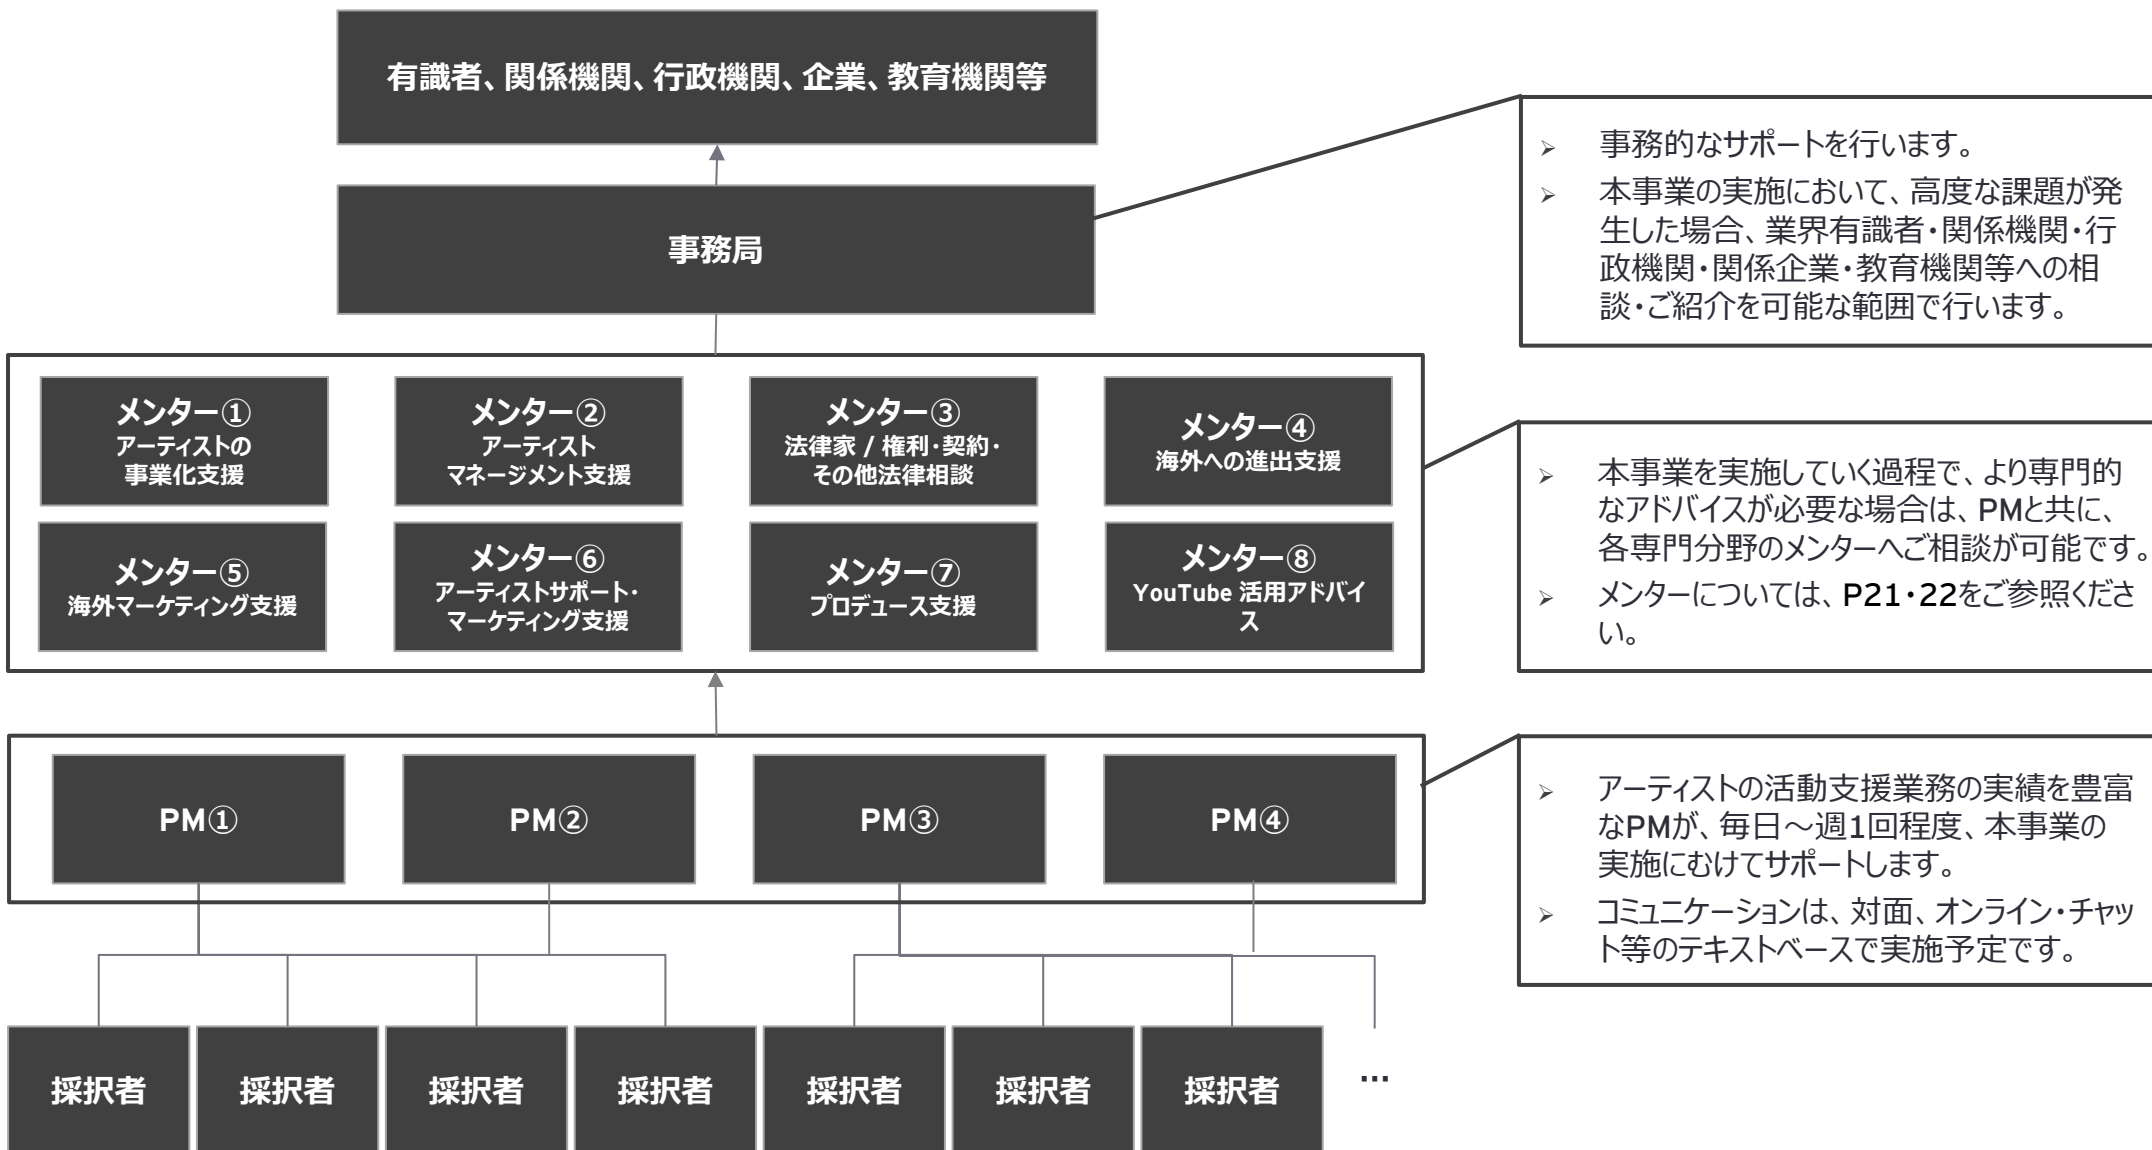 有識者、関係機関、行政機関、企業、教育機関等
事務局
➢ 事務的なサポートを行います。
➢ 本事業の実施において、高度な課題が発
生した場合、業界有識者・関係機関・行
政機関・関係企業・教育機関等への相
談・ご紹介を可能な範囲で行います。
メンター①
アーティストの
事業化支援
メンター②
アーティスト
マネージメント支援
メンター③
法律家 / 権利・契約・
その他法律相談
メンター④
海外への進出支援
メンター⑤
海外マーケティング支援
メンター⑥
アーティストサポート・
マーケティング支援
メンター⑦
プロデュース支援
メンター⑧
YouTube 活用アドバイ
ス
➢ 本事業を実施していく過程で、より専門的
なアドバイスが必要な場合は、PMと共に、
各専門分野のメンターへご相談が可能です。
➢ メンターについては、P21・22をご参照くださ
い。
PM①
PM②
PM③
PM④
➢ アーティストの活動支援業務の実績を豊富
なPMが、毎日～週1回程度、本事業の
実施にむけてサポートします。
➢ コミュニケーションは、対面、オンライン・チャッ
ト等のテキストベースで実施予定です。
採択者
採択者
採択者
採択者
採択者
採択者
採択者
…